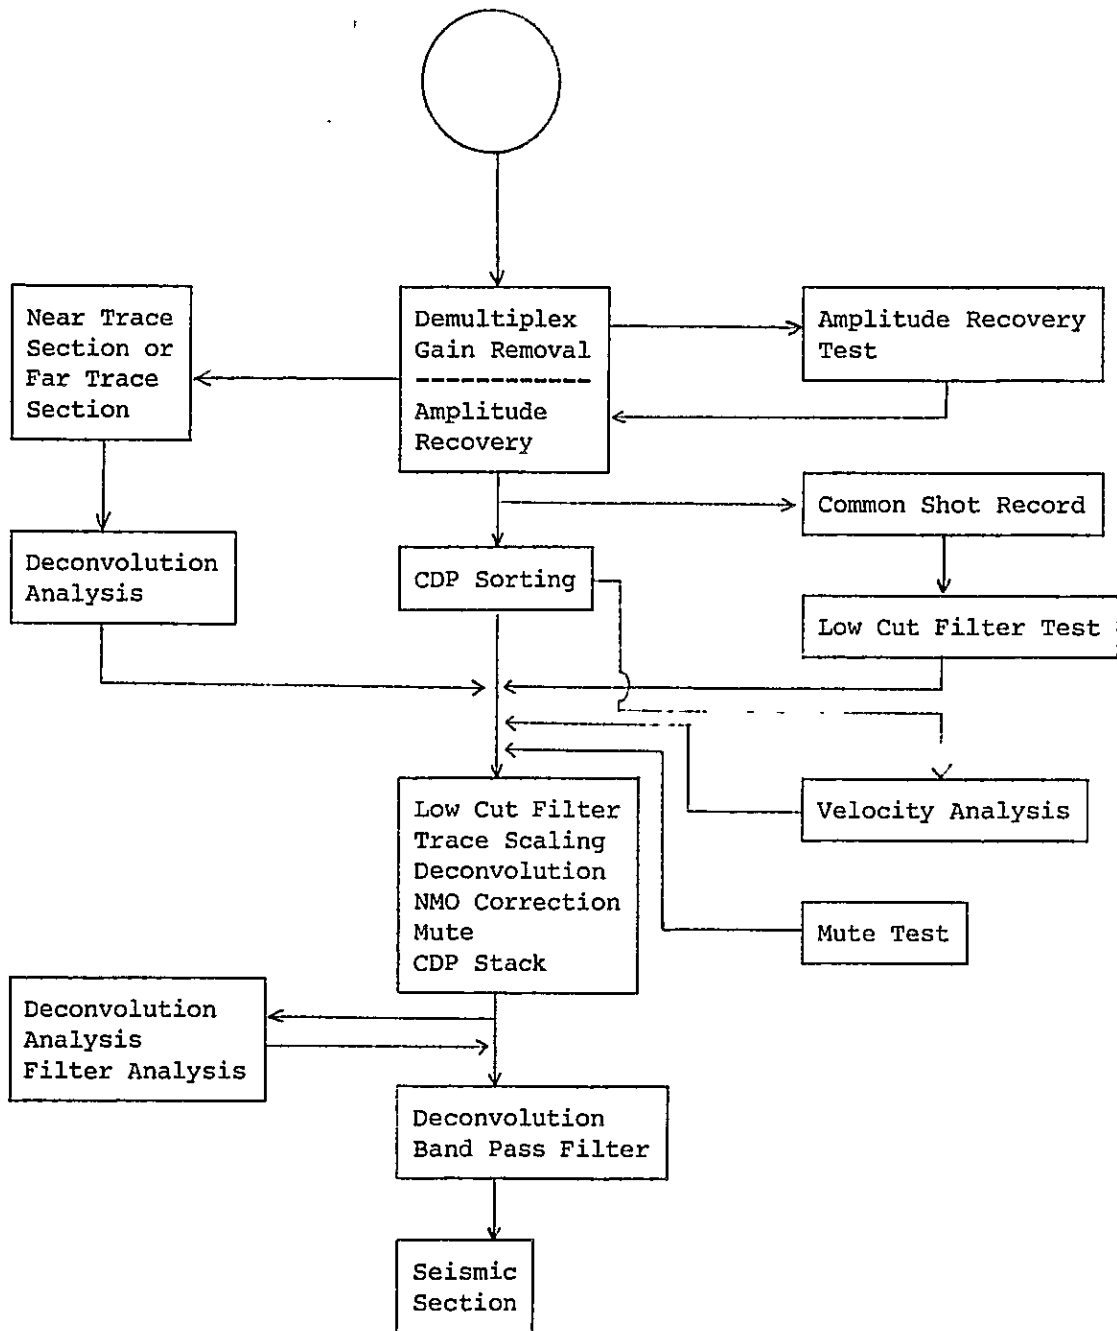 Near Trace
Section or
Far Trace
Section
Demultiplex
Gain Removal
Amplitude
Recovery
Amplitude Recovery
Test
Common Shot Record
Deconvolution
Analysis
CDP Sorting
Low Cut Filter Test
Low Cut Filter
Trace Scaling
Deconvolution
NMO Correction
Mute
CDP Stack
Velocity Analysis
Mute Test
Deconvolution
Analysis
Filter Analysis
Deconvolution
Band Pass Filter
Seismic
Section